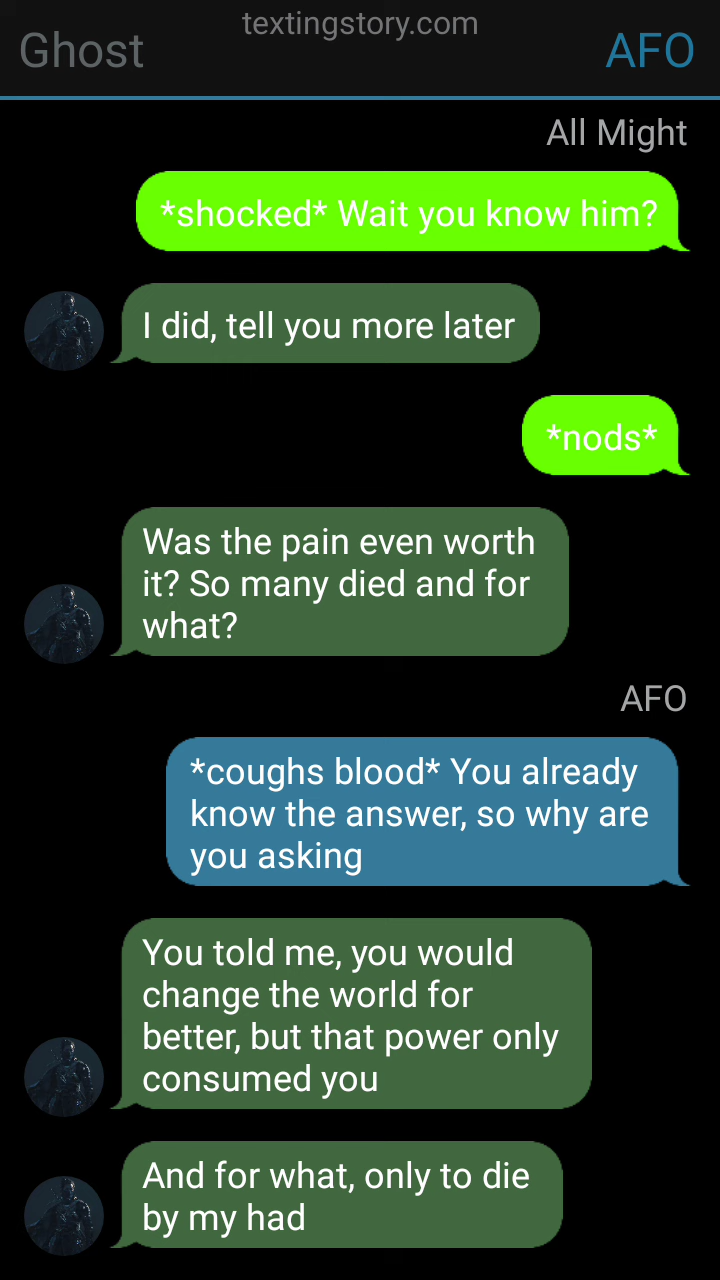 textingstory.com
Ghost
AFO
All Might
*shocked* Wait you know him?
I did, tell you more later
*nods*
Was the pain even worth
it? So many died and for
what?
AFO
*coughs blood* You already
know the answer, so why are
you asking
You told me, you would
change the world for
better, but that power only
consumed you
And for what, only to die
by my had